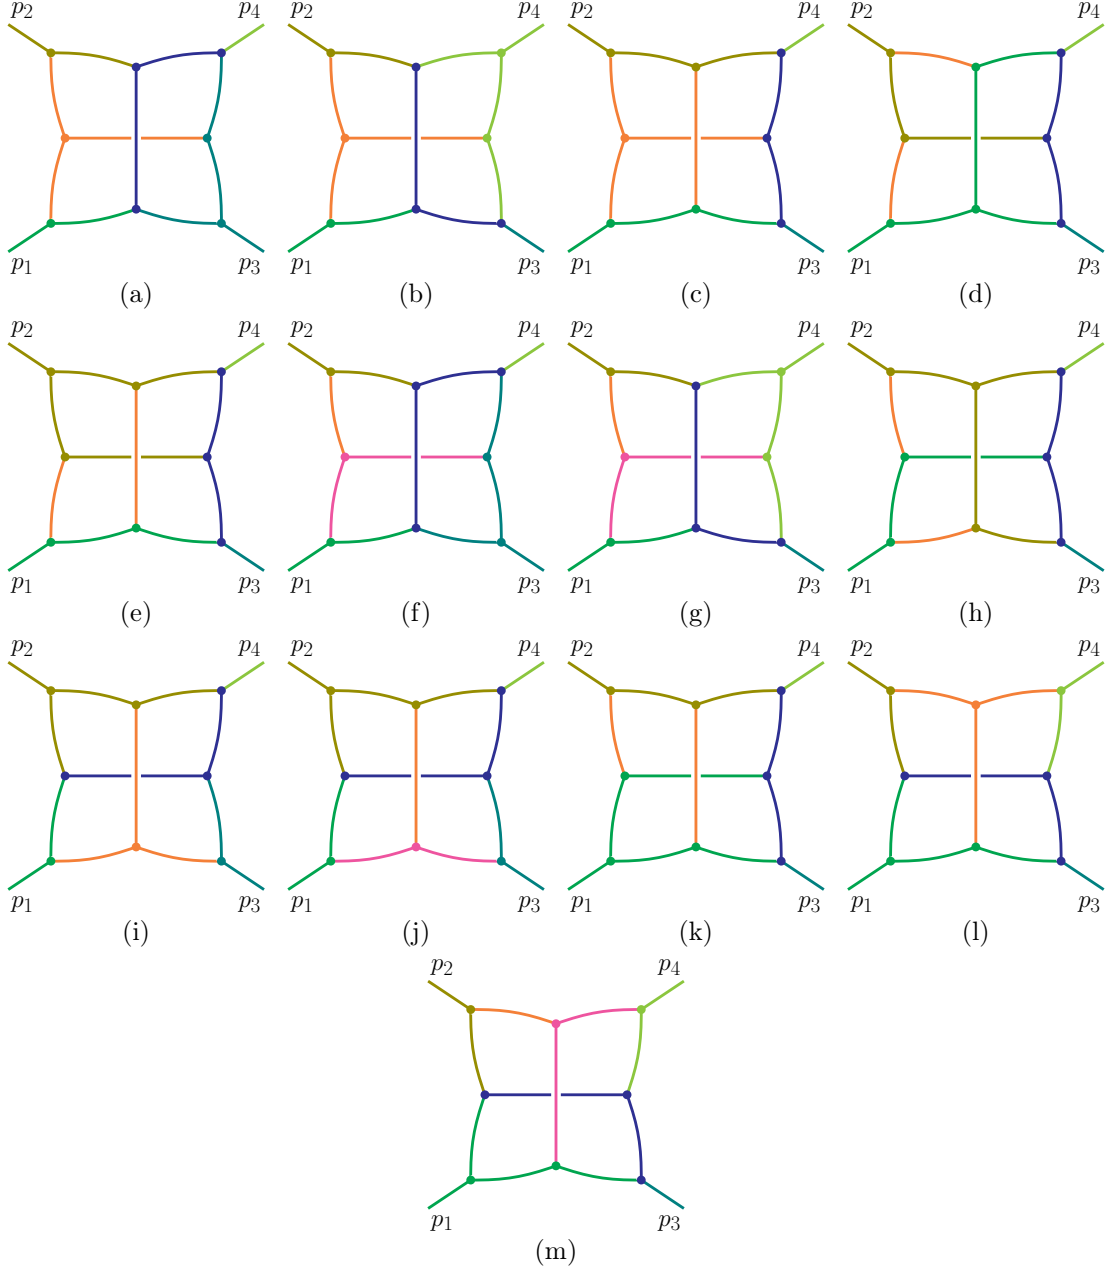 p2 p4 p2 p4 p2 p4 p2 p4
p1 p3 p1 p3 p1 p3 p1 p3
(a) (b) (c) (d)
p2 p4 p2 p4 p2 p4 p2 p4
p1 p3 p1 p3 p1 p3 p1 p3
(e) (f) (g) (h)
p2 p4 p2 p4 p2 p4 p2 p4
p1 p3 p1 p3 p1 p3 p1 p3
(i) (j) (k) (l)
p2 p4
p1 p3
(m)